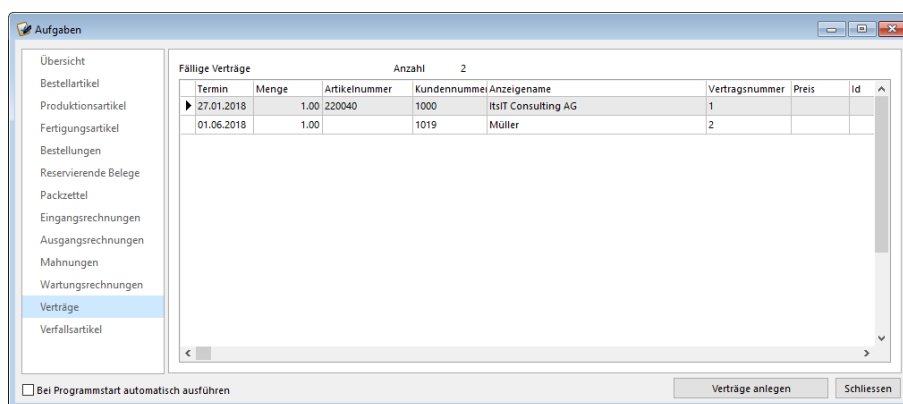 Aufgaben
Übersicht
Bestellartikel
Produktionsartikel
Fertigungsartikel
Bestellungen
Reservierende Belege
Packzettel
Eingangsrechnungen
Ausgangsrechnungen
Mahnungen
Wartungsrechnungen
Verträge
Verfallsartikel
Fällige Verträge Anzahl 2
Termin Menge Artikelnummer Kundennummer Anzeigename Vertragsnummer Preis Id
27.01.2018 1.00 220040 1000 ItsIT Consulting AG 1
01.06.2018 1.00 1019 Müller 2
Bei Programmstart automatisch ausführen
Verträge anlegen Schliessen